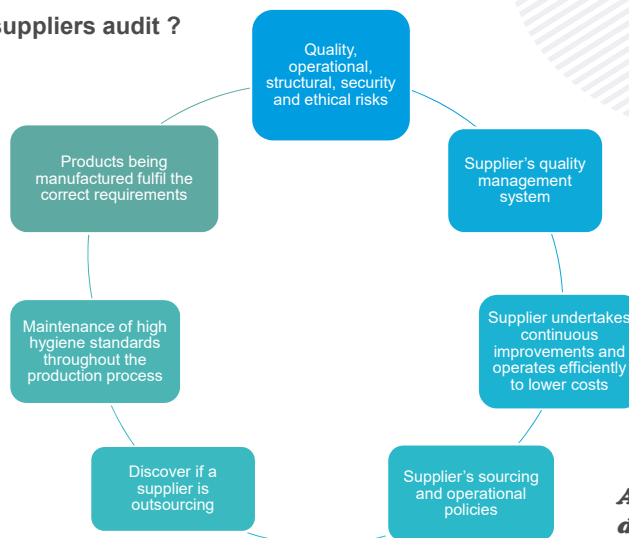 suppliers audit ?
Quality,
operational,
structural, security
and ethical risks
Supplier's quality
management
system
Supplier undertakes
continuous
improvements and
operates efficiently
to lower costs
Supplier's sourcing
and operational
policies
Discover if a
supplier is
outsourcing
Maintenance of high
hygiene standards
throughout the
production process
Products being
manufactured fulfil the
correct requirements